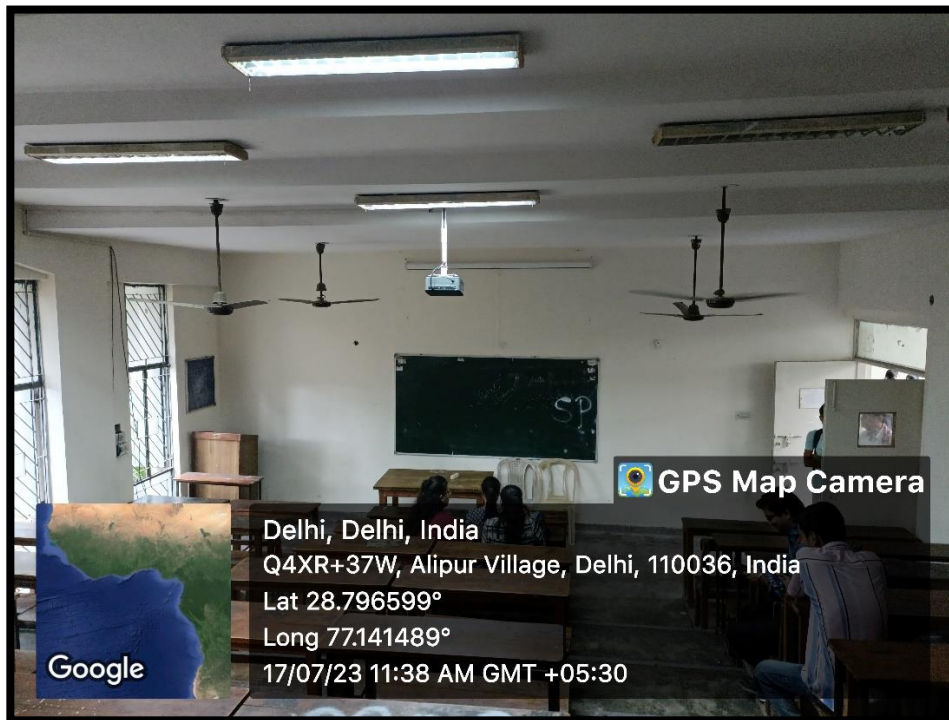 SP
GPS Map Camera
Delhi, Delhi, India
Q4XR+37W, Alipur Village, Delhi, 110036, India
Lat 28.796599°
Long 77.141489°
17/07/23 11:38 AM GMT +05:30
Google